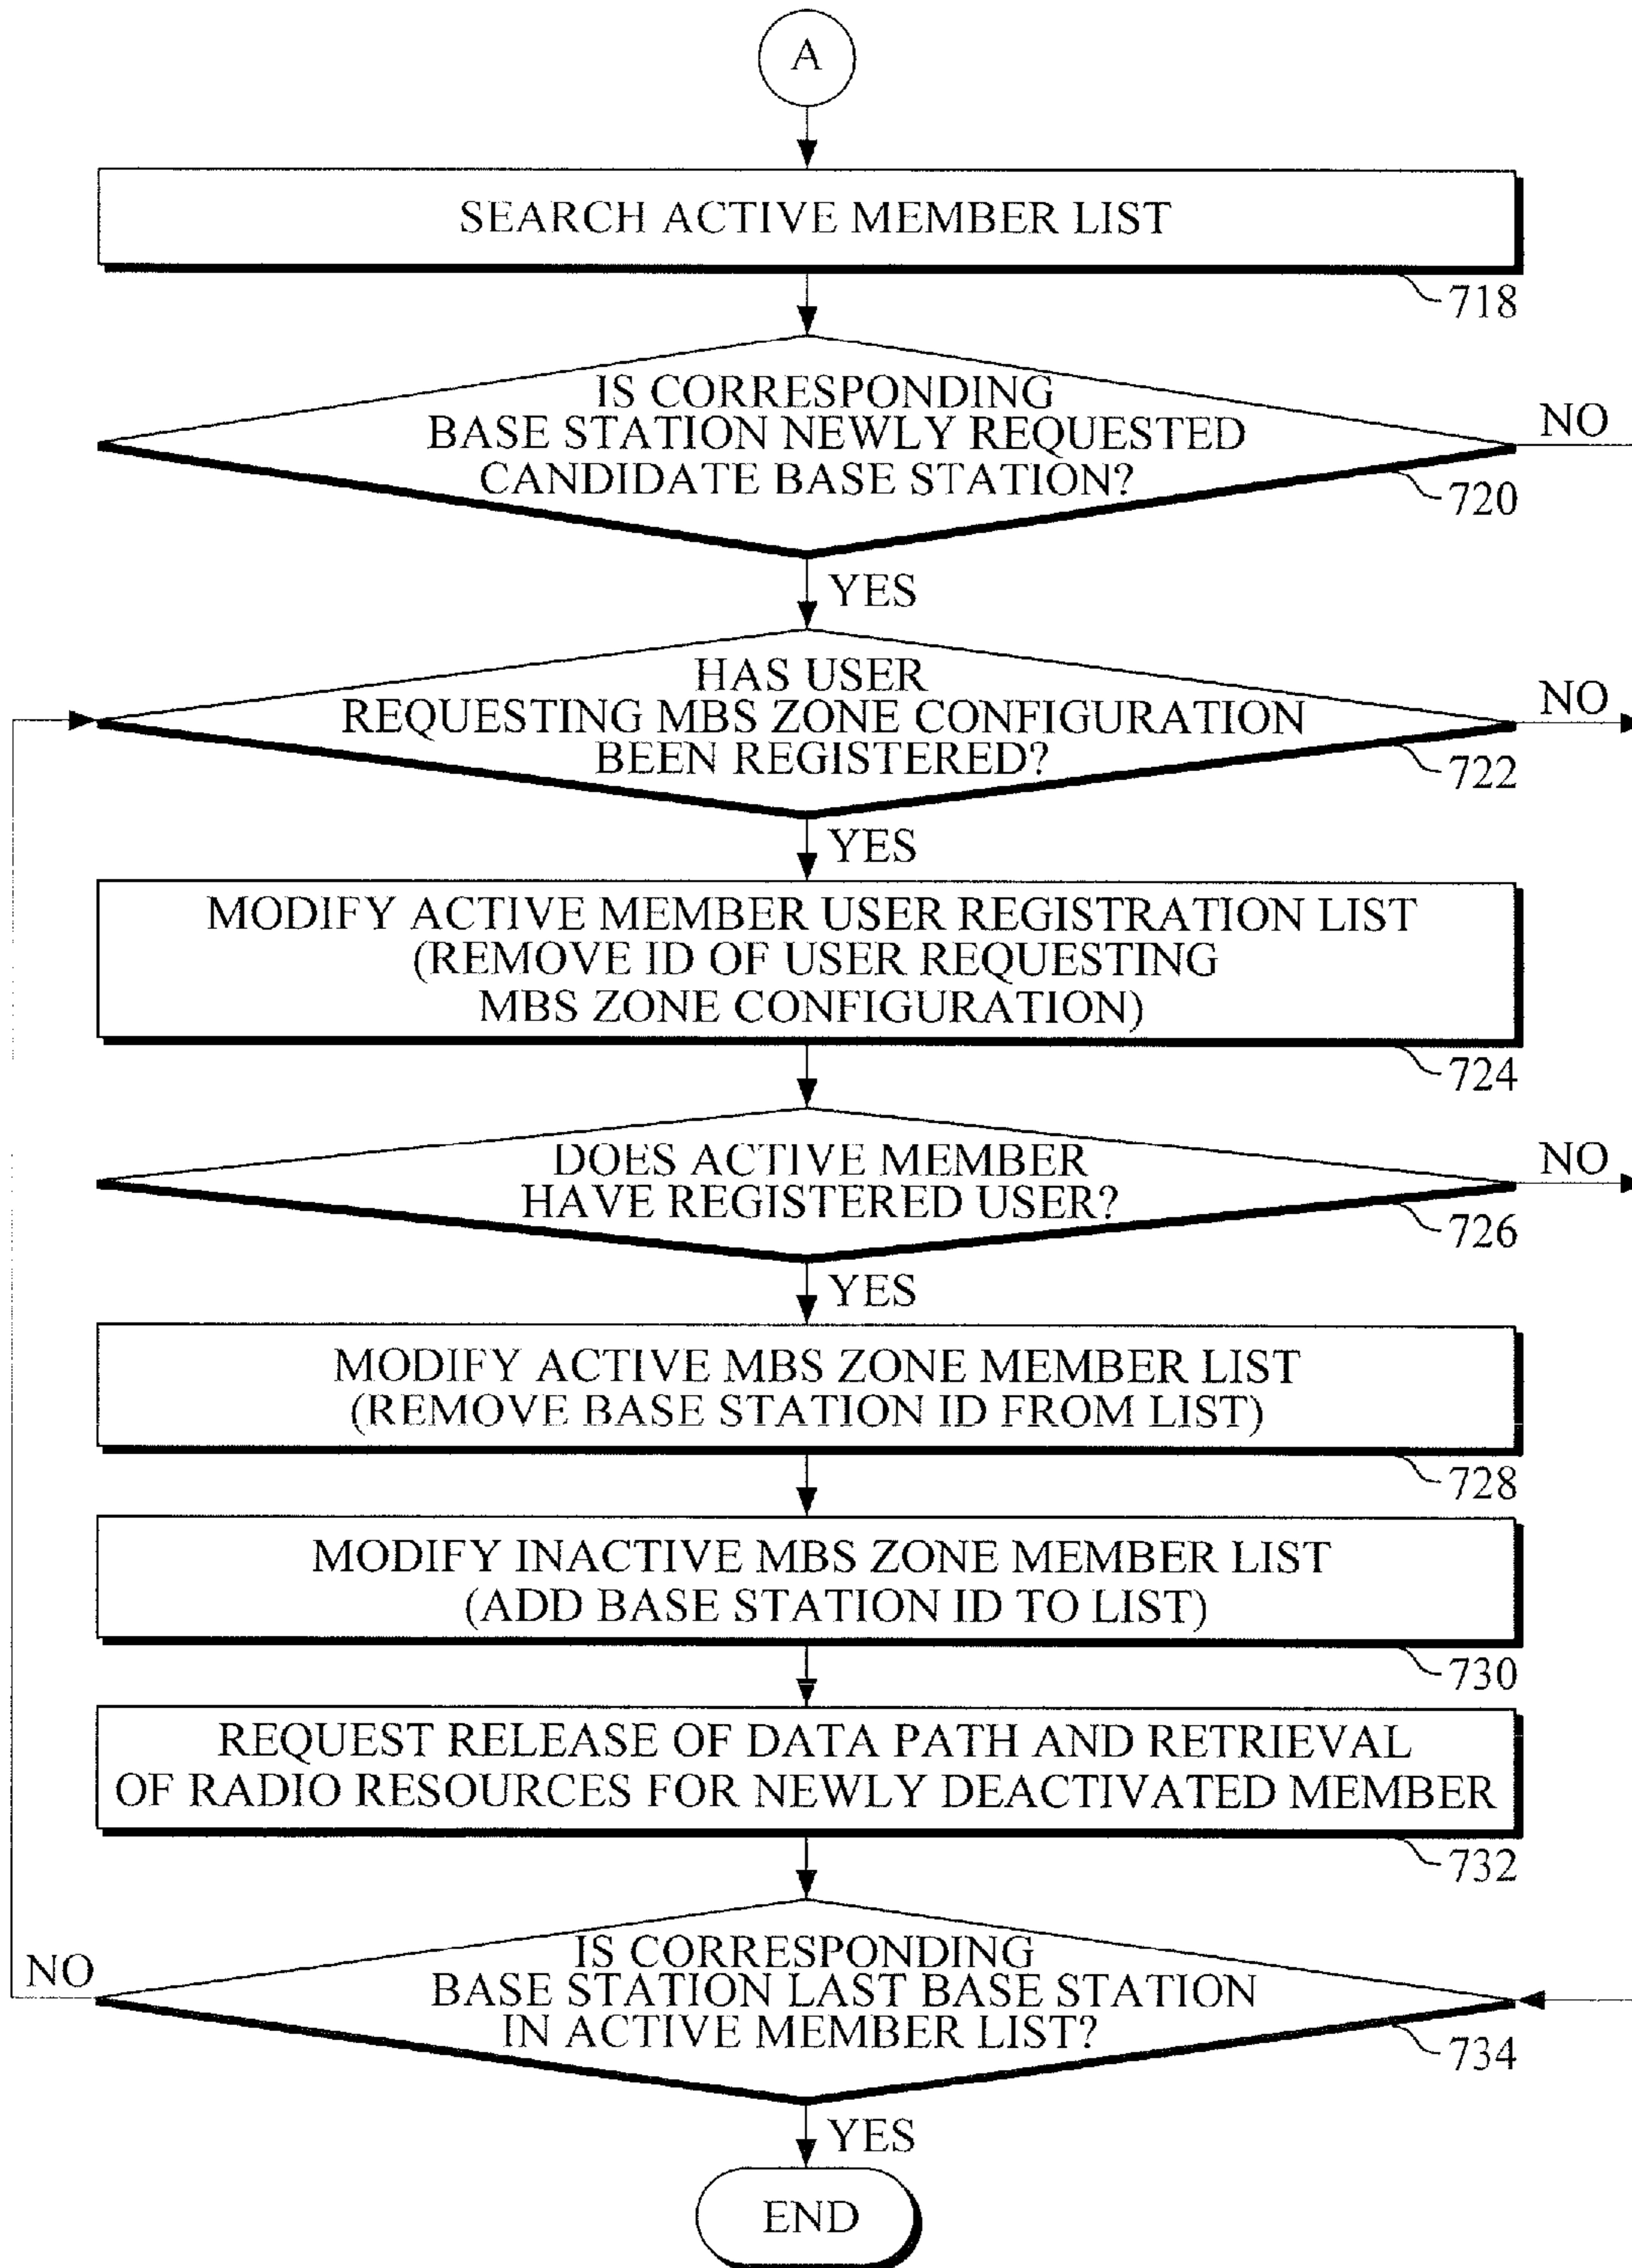 A
SEARCH ACTIVE MEMBER LIST
718
IS CORRESPONDING
BASE STATION NEWLY REQUESTED
CANDIDATE BASE STATION?
NO
720
YES
HAS USER
REQUESTING MBS ZONE CONFIGURATION
BEEN REGISTERED?
NO
722
YES
MODIFY ACTIVE MEMBER USER REGISTRATION LIST
(REMOVE ID OF USER REQUESTING
MBS ZONE CONFIGURATION)
724
DOES ACTIVE MEMBER
HAVE REGISTERED USER?
NO
726
YES
MODIFY ACTIVE MBS ZONE MEMBER LIST
(REMOVE BASE STATION ID FROM LIST)
728
MODIFY INACTIVE MBS ZONE MEMBER LIST
(ADD BASE STATION ID TO LIST)
730
REQUEST RELEASE OF DATA PATH AND RETRIEVAL
OF RADIO RESOURCES FOR NEWLY DEACTIVATED MEMBER
732
NO
IS CORRESPONDING
BASE STATION LAST BASE STATION
IN ACTIVE MEMBER LIST?
734
YES
END